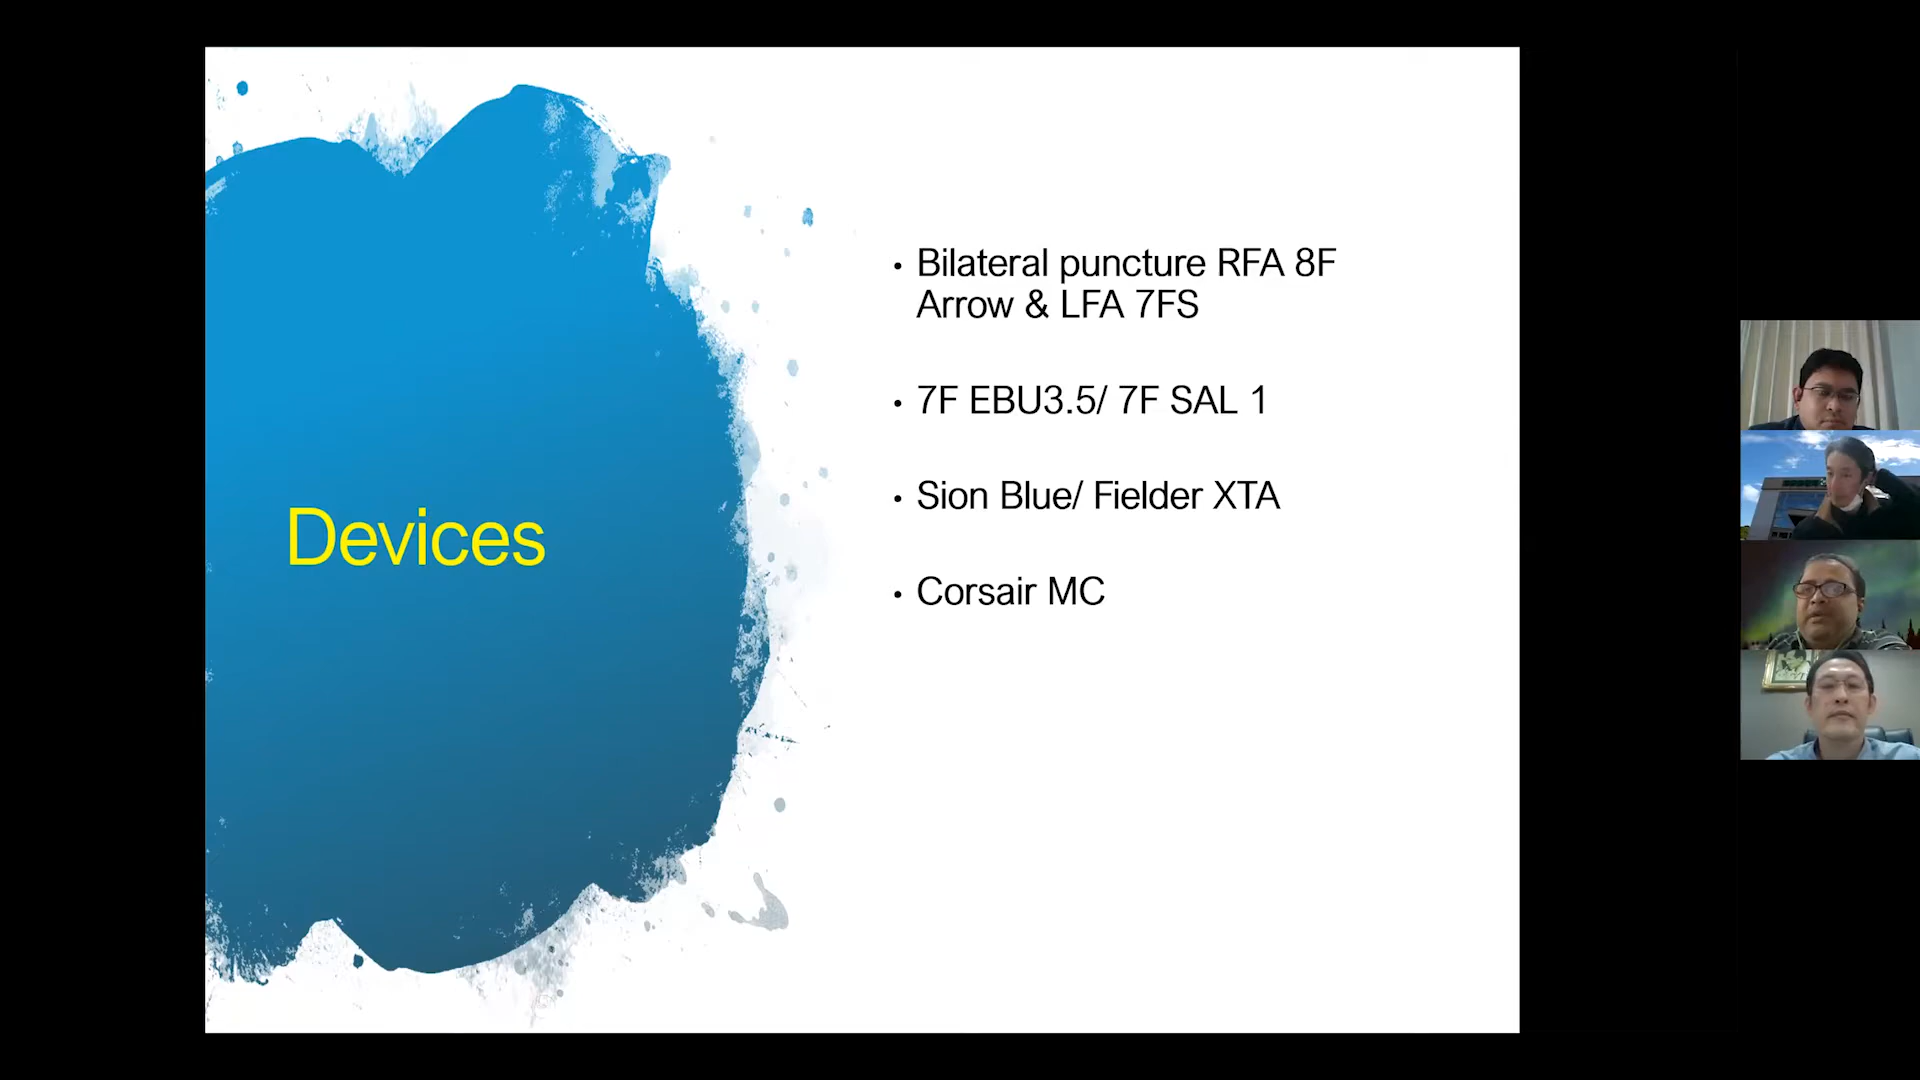 Devices
• Bilateral puncture RFA 8F
Arrow & LFA 7FS
• 7F EBU3.5/ 7F SAL 1
• Sion Blue/ Fielder XTA
• Corsair MC